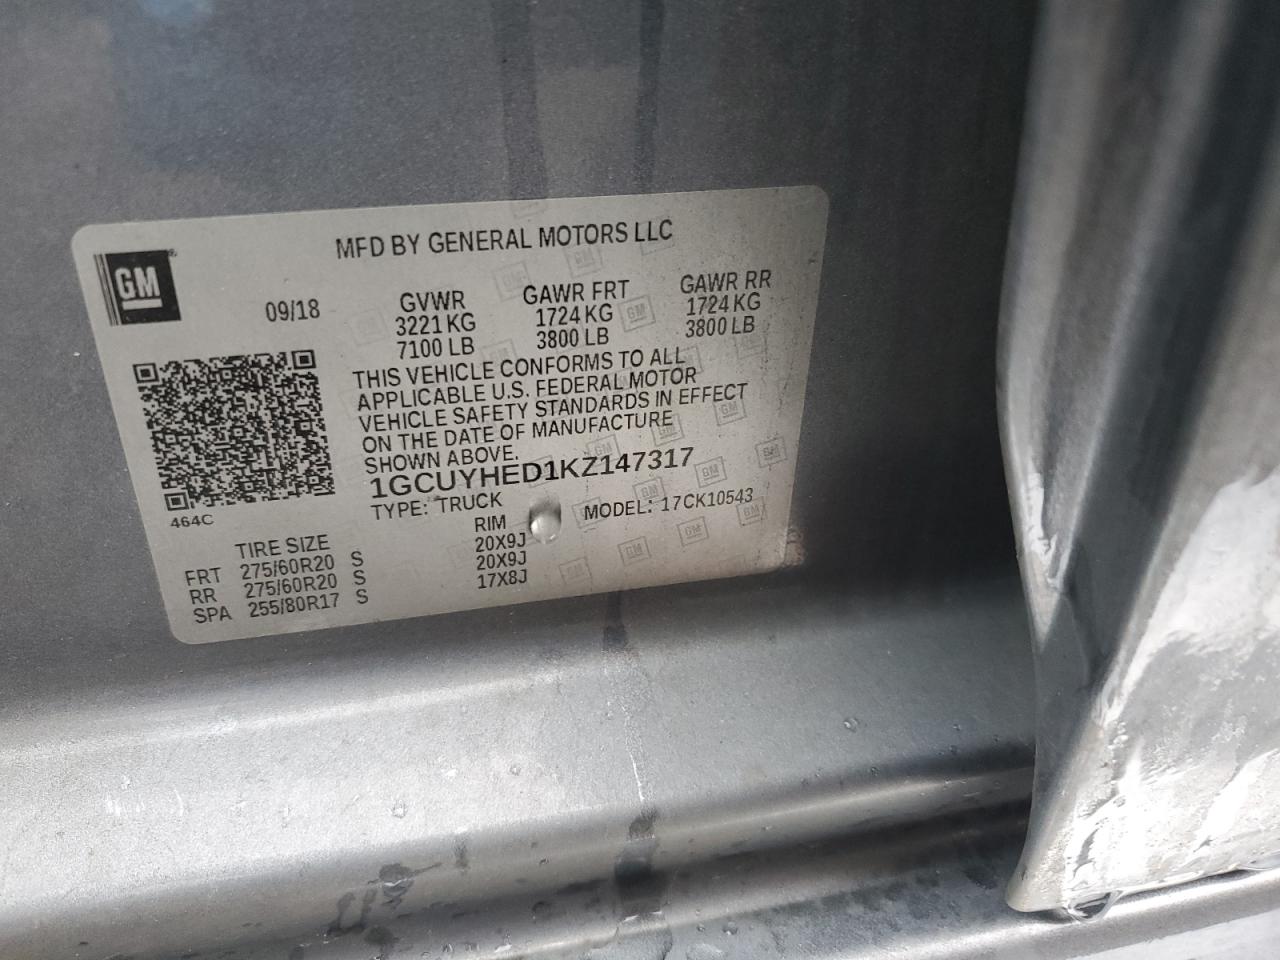 GM
MFD BY GENERAL MOTORS LLC
09/18
GVWR
3221 KG
7100 LB
GAWR FRT
1724 KG
3800 LB
GAWR RR
1724 KG
3800 LB
THIS VEHICLE CONFORMS TO ALL
APPLICABLE U.S. FEDERAL MOTOR
VEHICLE SAFETY STANDARDS IN EFFECT
ON THE DATE OF MANUFACTURE
SHOWN ABOVE.
1GCUYHED1KZ147317
TYPE: TRUCK
MODEL: 17CK10543
464C
TIRE SIZE
RIM
FRT 275/60R20 S 20X9J
RR 275/60R20 S 20X9J
SPA 255/80R17 S 17X8J